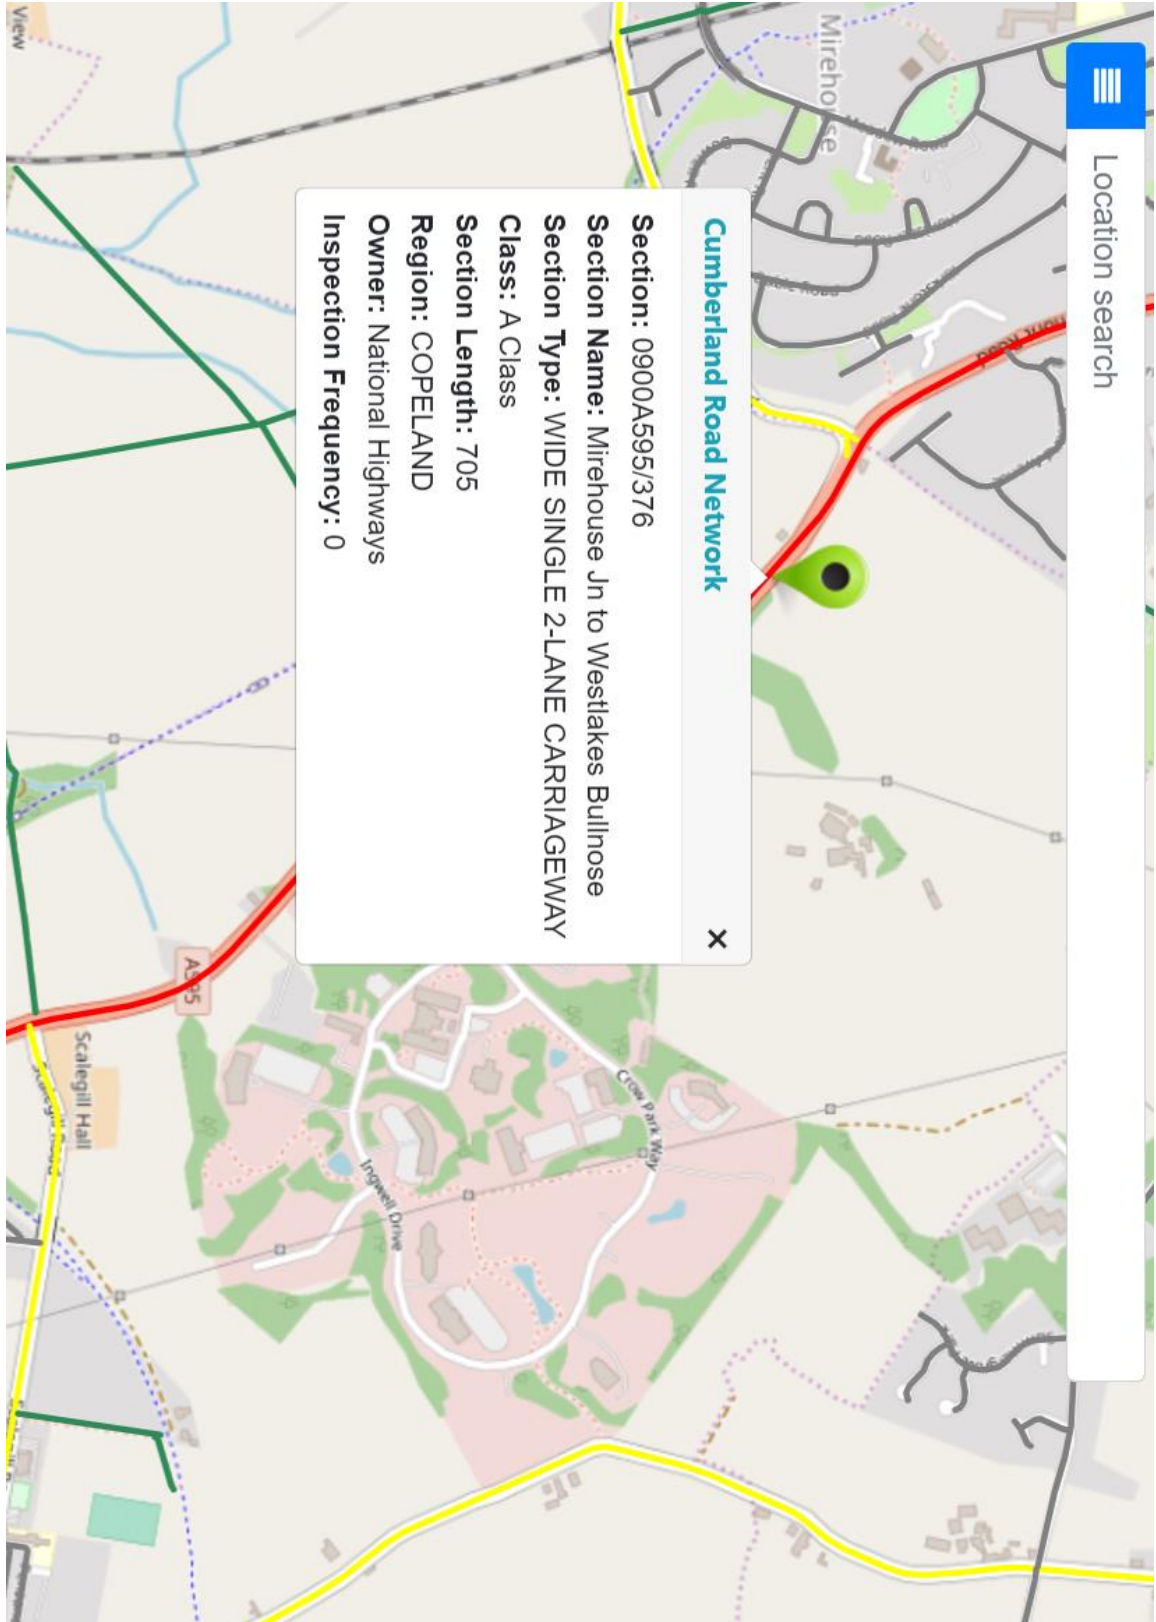 Location search
Cumberland Road Network
×
Section: 0900A595/376
Section Name: Mirehouse Jn to Westlakes Bullnose
Section Type: WIDE SINGLE 2-LANE CARRIAGEWAY
Class: A Class
Section Length: 705
Region: COPELAND
Owner: National Highways
Inspection Frequency: 0
Mirehouse
Meadow Road
View
A595
Scalegill Hall
Crow Park Way
Ingwell Drive